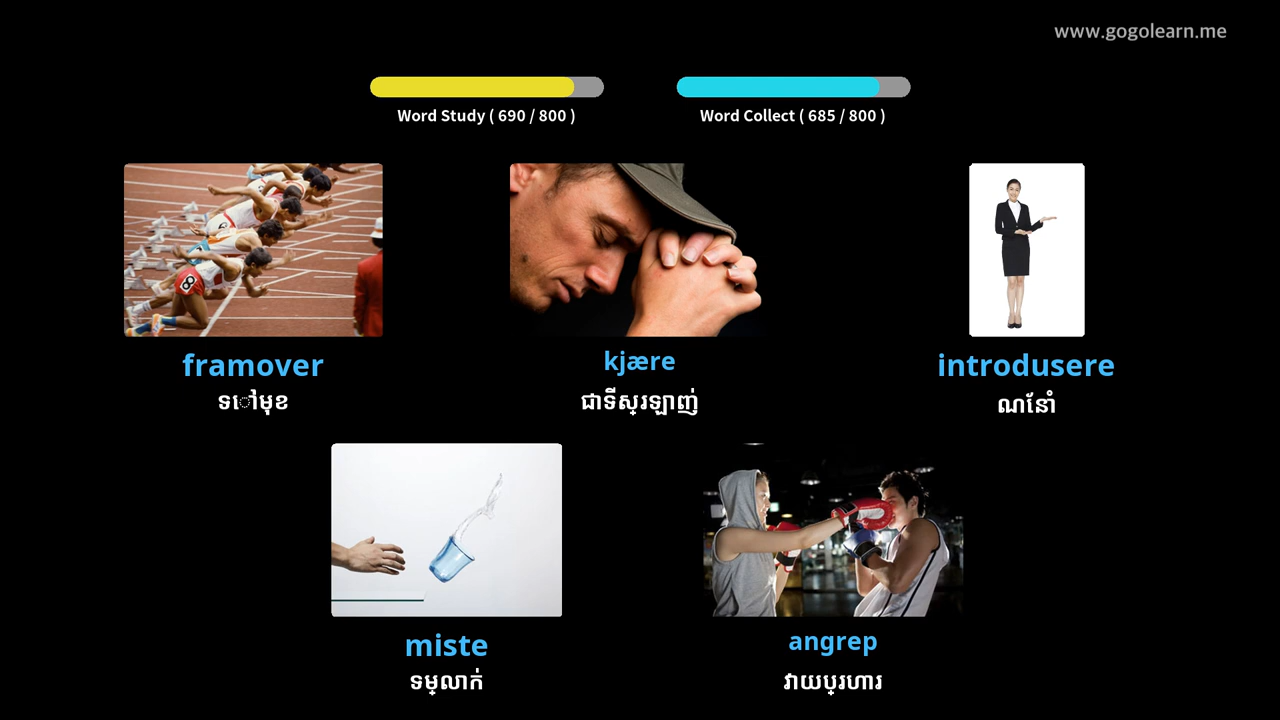 www.gogolearn.me
Word Study ( 690 / 800 )
Word Collect ( 685 / 800 )
framover
ទៅមុខ
kjære
ជាទីស្រឡាញ់
introdusere
ណែនាំ
8
miste
ទម្លាក់
angrep
វាយប្រហារ